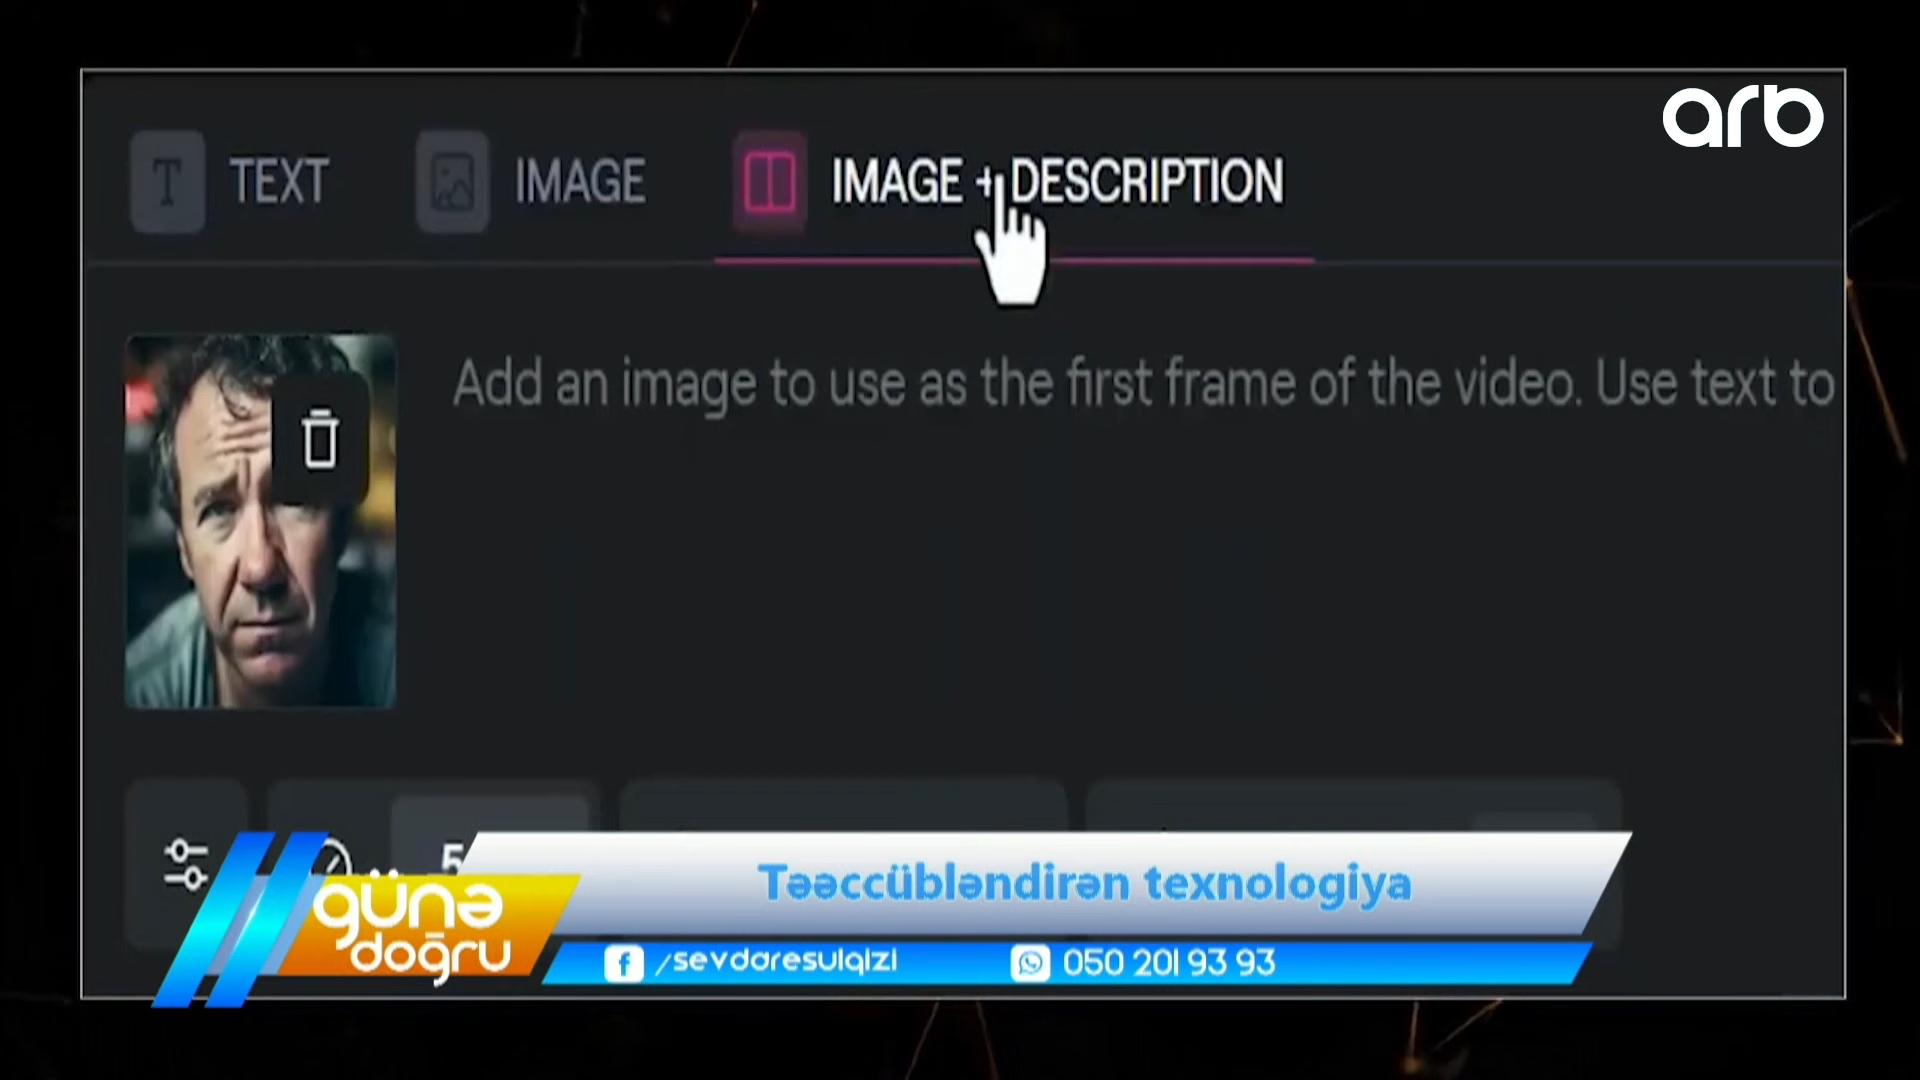 arb
TEXT
IMAGE
IMAGE + DESCRIPTION
Add an image to use as the first frame of the video. Use text to
5
Təəccübləndirən texnologiya
günə
doğru
/sevdaresulqizi
050 201 93 93